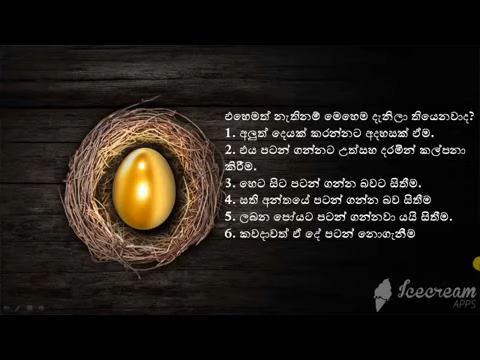 එහෙමත් නැතිනම් මෙහෙම දැනිලා තියෙනවාද?
1. අලුත් දෙයක් කරන්නට අදහසක් ඒම.
2. එය පටන් ගන්නට උත්සහ දරමින් කල්පනා
කිරීම.
3. හෙට සිට පටන් ගන්න බවට සිතීම.
4. සති අන්තයේ පටන් ගන්න බව සිතීම
5. ලබන පෝයට පටන් ගන්නවා යයි සිතීම.
6. කවදාවත් ඒ දේ පටන් නොගැනීම
Icecream
APPS